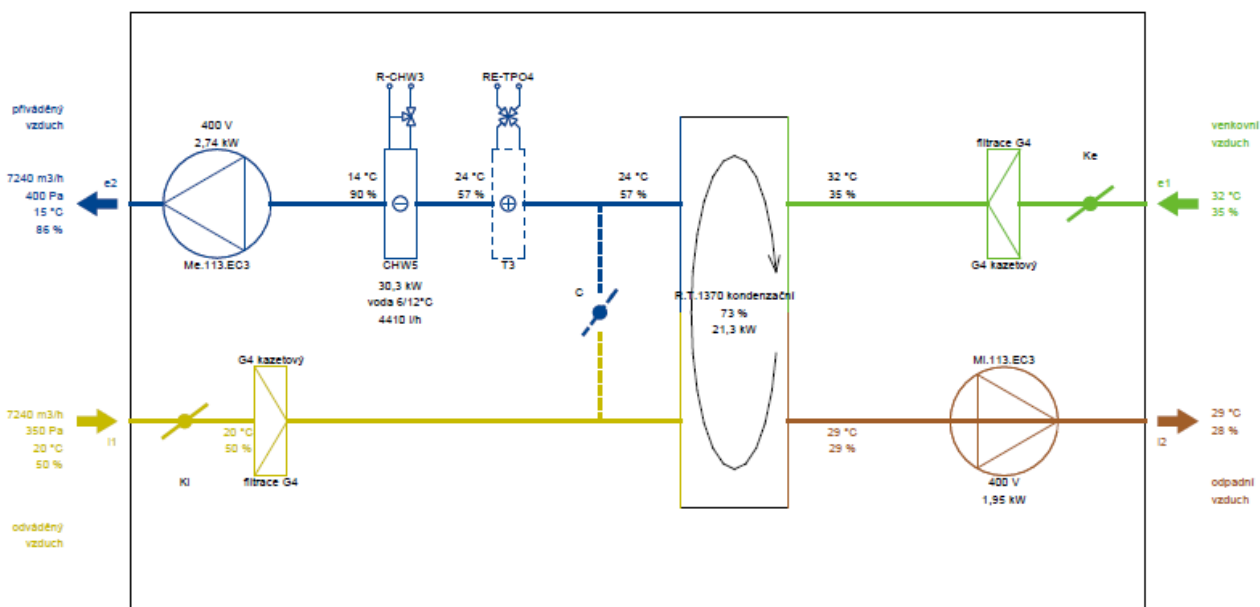 R-CHW3
RE-TPO4
přiváděný
vzduch
400 V
2,74 kW
venkovní
vzduch
filtrace G4
Ke
7240 m3/h
400 Pa
15 °C
86 %
e2
14 °C
90 %
24 °C
57 %
24 °C
57 %
32 °C
35 %
e1
32 °C
35 %
Me.113.EC3
CHW5
T3
G4 kazetový
30,3 kW
voda 6/12°C
4410 l/h
C
R.T.1370 kondenzační
73 %
21,3 kW
G4 kazetový
Mi.113.EC3
7240 m3/h
350 Pa
20 °C
50 %
i1
20 °C
50 %
29 °C
29 %
i2
29 °C
28 %
Ki
filtrace G4
400 V
1,95 kW
odpadní
vzduch
odváděný
vzduch